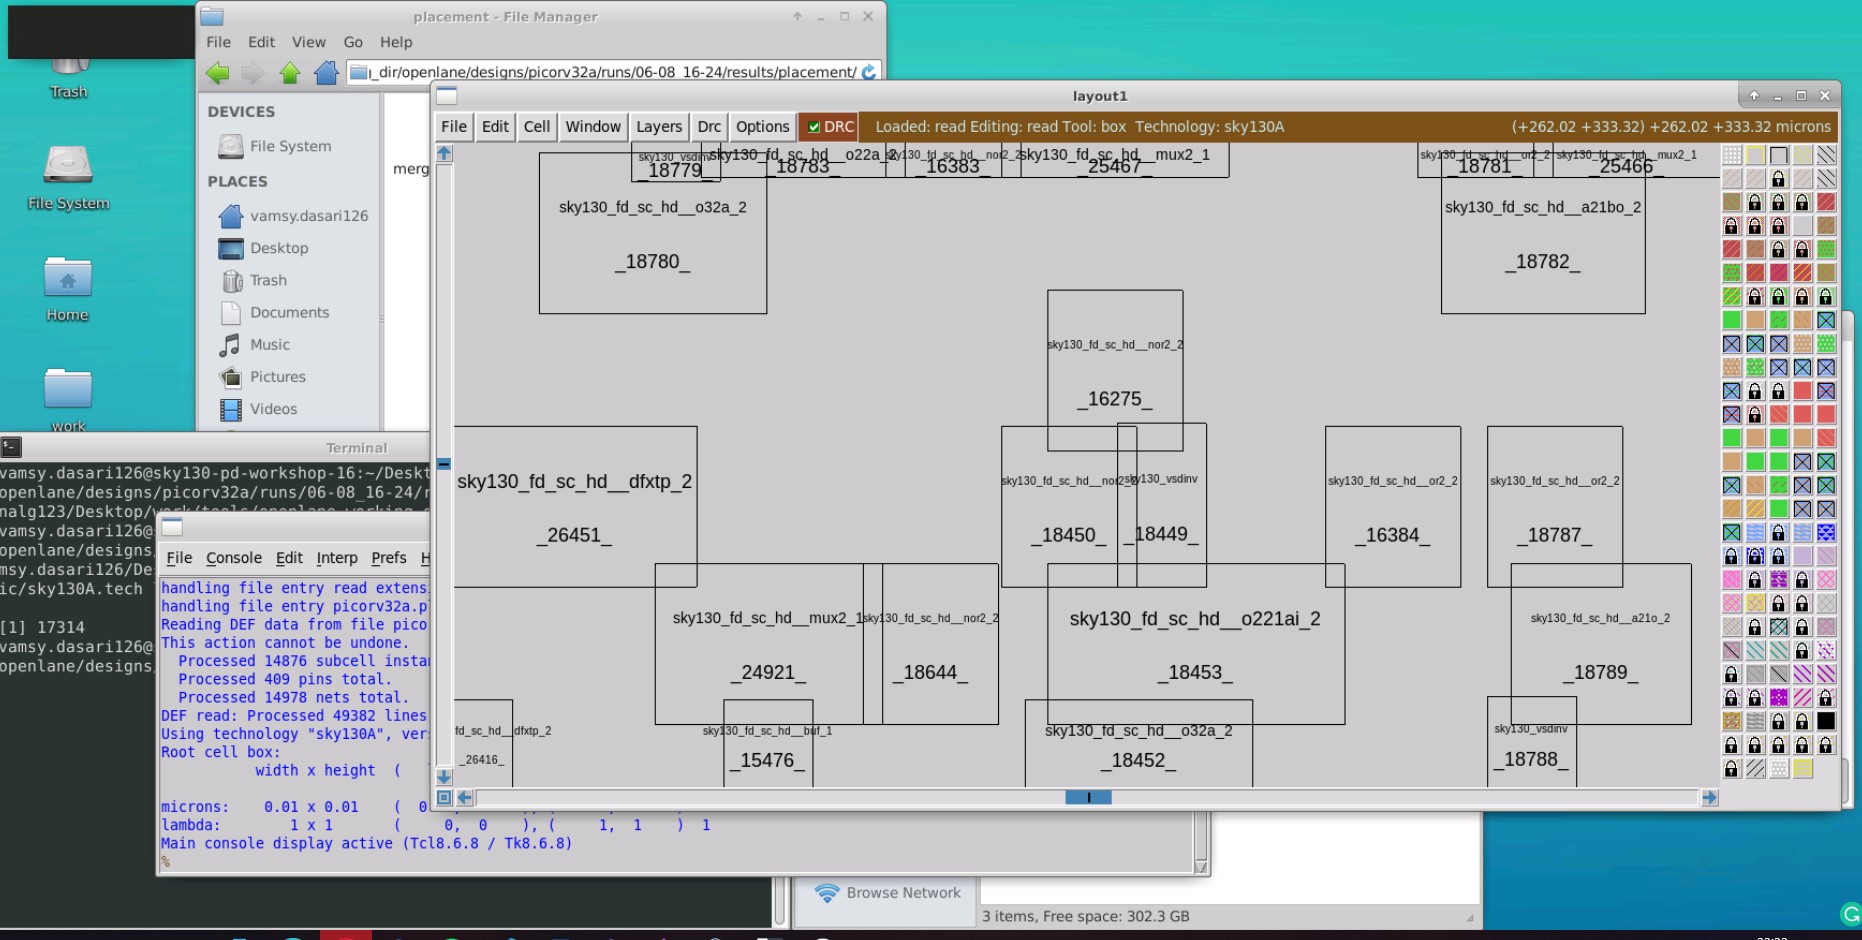 placement - File Manager
File Edit View Go Help
_dir/openlane/designs/picorv32a/runs/06-08_16-24/results/placement/
Trash
File System
Home
work
DEVICES
File System
PLACES
vamsy.dasari126
Desktop
Trash
Documents
Music
Pictures
Videos
merg
layout1
File Edit Cell Window Layers Drc Options DRC Loaded: read Editing: read Tool: box Technology: sky130A (+262.02 +333.32) +262.02 +333.32 microns
sky130_vsdinv
_18779_
sky130_fd_sc_hd__o22a_2
_18783_
sky130_fd_sc_hd__nor2_2
_16383_
sky130_fd_sc_hd__mux2_1
_25467_
sky130_fd_sc_hd__or2_2
_18781_
sky130_fd_sc_hd__mux2_1
_25466_
sky130_fd_sc_hd__o32a_2
_18780_
sky130_fd_sc_hd__a21bo_2
_18782_
sky130_fd_sc_hd__nor2_2
_16275_
sky130_fd_sc_hd__dfxtp_2
_26451_
sky130_fd_sc_hd__nor2_2
_18450_
sky130_vsdinv
_18449_
sky130_fd_sc_hd__or2_2
_16384_
sky130_fd_sc_hd__or2_2
_18787_
sky130_fd_sc_hd__mux2_1
_24921_
sky130_fd_sc_hd__nor2_2
_18644_
sky130_fd_sc_hd__o221ai_2
_18453_
sky130_fd_sc_hd__a21o_2
_18789_
fd_sc_hd__dfxtp_2
_26416_
sky130_fd_sc_hd__buf_1
_15476_
sky130_fd_sc_hd__o32a_2
_18452_
sky130_vsdinv
_18788_
Terminal
vamsy.dasari126@sky130-pd-workshop-16:~/Deskt
openlane/designs/picorv32a/runs/06-08_16-24/r
nalg123/Desktop/work/tools/openlane_working_d
vamsy.dasari126@
openlane/designs/
msy.dasari126/De
ic/sky130A.tech
[1] 17314
vamsy.dasari126@
openlane/designs/
File Console Edit Interp Prefs H
handling file entry read extens
handling file entry picorv32a.p
Reading DEF data from file pico
This action cannot be undone.
Processed 14876 subcell instan
Processed 409 pins total.
Processed 14978 nets total.
DEF read: Processed 49382 lines
Using technology "sky130A", ver
Root cell box:
width x height (
microns: 0.01 x 0.01 ( 0
lambda: 1 x 1 ( 0, 0 ), ( 1, 1 ) 1
Main console display active (Tcl8.6.8 / Tk8.6.8)
%
Browse Network
3 items, Free space: 302.3 GB